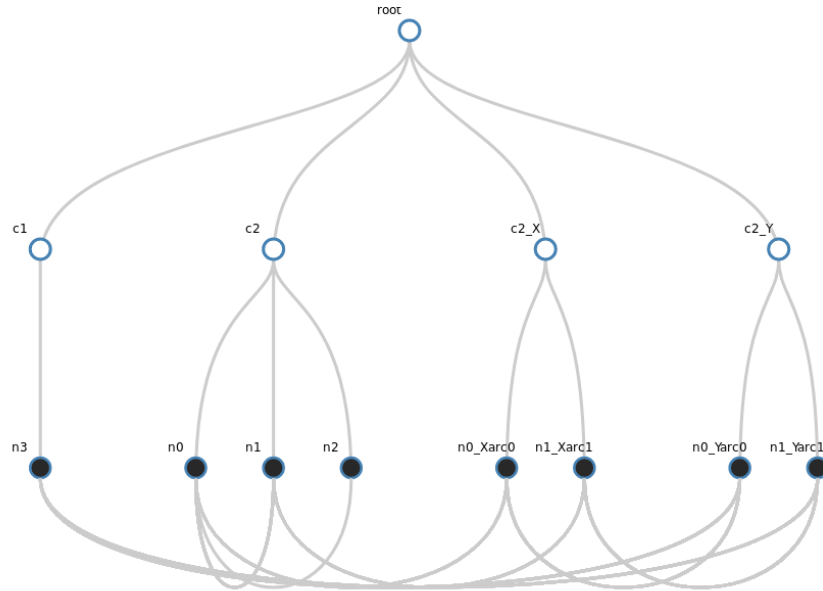 root
c1
c2
c2_X
c2_Y
n3
n0
n1
n2
n0_Xarc0
n1_Xarc1
n0_Yarc0
n1_Yarc1